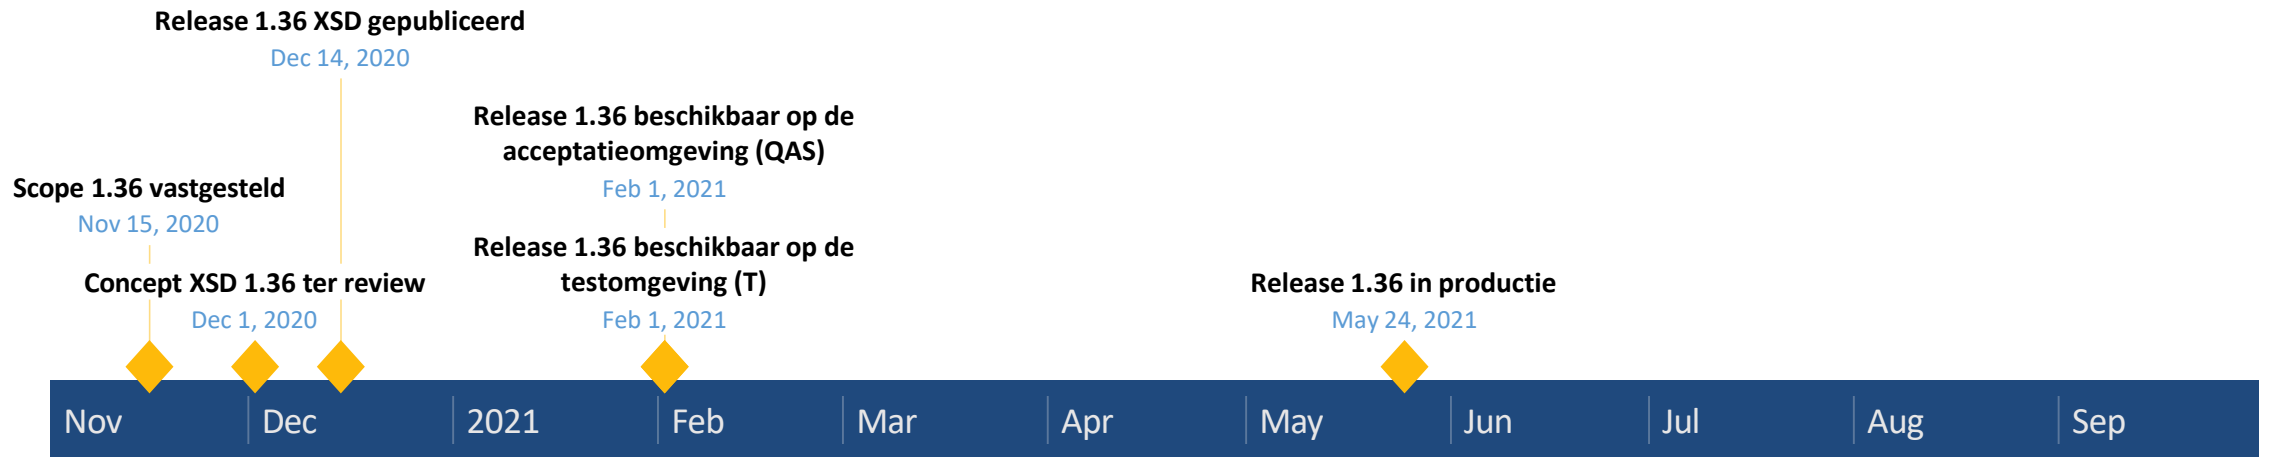 Release 1.36 XSD gepubliceerd
Dec 14, 2020
Release 1.36 beschikbaar op de
acceptatieomgeving (QAS)
Feb 1, 2021
Scope 1.36 vastgesteld
Nov 15, 2020
Release 1.36 beschikbaar op de
testomgeving (T)
Feb 1, 2021
Concept XSD 1.36 ter review
Dec 1, 2020
Release 1.36 in productie
May 24, 2021
Nov Dec 2021 Feb Mar Apr May Jun Jul Aug Sep